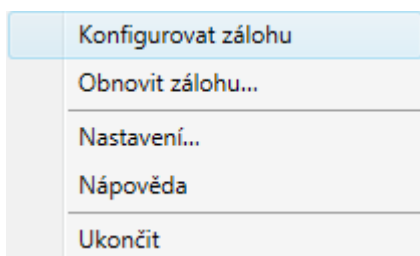 Konfigurovat zálohu
Obnovit zálohu...
Nastavení...
Nápověda
Ukončit